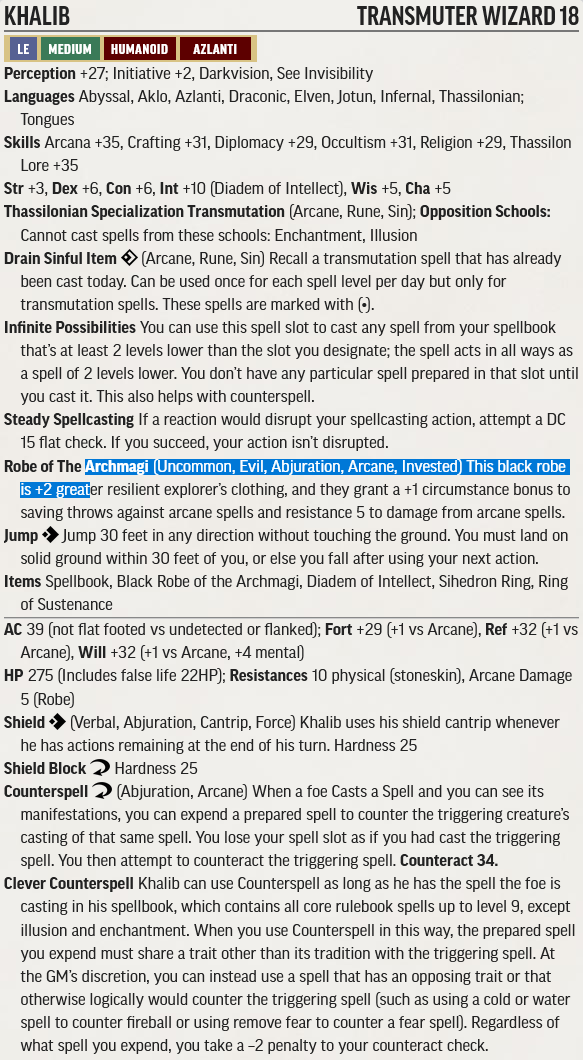 KHALIB TRANSMUTER WIZARD 18
LE MEDIUM HUMANOID AZLANTI
Perception +27; Initiative +2, Darkvision, See Invisibility
Languages Abyssal, Aklo, Azlanti, Draconic, Elven, Jotun, Infernal, Thassilonian;
Tongues
Skills Arcana +35, Crafting +31, Diplomacy +29, Occultism +31, Religion +29, Thassilon
Lore +35
Str +3, Dex +6, Con +6, Int +10 (Diadem of Intellect), Wis +5, Cha +5
Thassilonian Specialization Transmutation (Arcane, Rune, Sin); Opposition Schools:
Cannot cast spells from these schools: Enchantment, Illusion
Drain Sinful Item (Arcane, Rune, Sin) Recall a transmutation spell that has already
been cast today. Can be used once for each spell level per day but only for
transmutation spells. These spells are marked with (•).
Infinite Possibilities You can use this spell slot to cast any spell from your spellbook
that's at least 2 levels lower than the slot you designate; the spell acts in all ways as
a spell of 2 levels lower. You don't have any particular spell prepared in that slot until
you cast it. This also helps with counterspell.
Steady Spellcasting If a reaction would disrupt your spellcasting action, attempt a DC
15 flat check. If you succeed, your action isn't disrupted.
Robe of The Archmagi (Uncommon, Evil, Abjuration, Arcane, Invested) This black robe
is +2 greater resilient explorer's clothing, and they grant a +1 circumstance bonus to
saving throws against arcane spells and resistance 5 to damage from arcane spells.
Jump Jump 30 feet in any direction without touching the ground. You must land on
solid ground within 30 feet of you, or else you fall after using your next action.
Items Spellbook, Black Robe of the Archmagi, Diadem of Intellect, Sihedron Ring, Ring
of Sustenance
AC 39 (not flat footed vs undetected or flanked); Fort +29 (+1 vs Arcane), Ref +32 (+1 vs
Arcane), Will +32 (+1 vs Arcane, +4 mental)
HP 275 (Includes false life 22HP); Resistances 10 physical (stoneskin), Arcane Damage
5 (Robe)
Shield (Verbal, Abjuration, Cantrip, Force) Khalib uses his shield cantrip whenever
he has actions remaining at the end of his turn. Hardness 25
Shield Block Hardness 25
Counterspell (Abjuration, Arcane) When a foe Casts a Spell and you can see its
manifestations, you can expend a prepared spell to counter the triggering creature's
casting of that same spell. You lose your spell slot as if you had cast the triggering
spell. You then attempt to counteract the triggering spell. Counteract 34.
Clever Counterspell Khalib can use Counterspell as long as he has the spell the foe is
casting in his spellbook, which contains all core rulebook spells up to level 9, except
illusion and enchantment. When you use Counterspell in this way, the prepared spell
you expend must share a trait other than its tradition with the triggering spell. At
the GM's discretion, you can instead use a spell that has an opposing trait or that
otherwise logically would counter the triggering spell (such as using a cold or water
spell to counter fireball or using remove fear to counter a fear spell). Regardless of
what spell you expend, you take a –2 penalty to your counteract check.